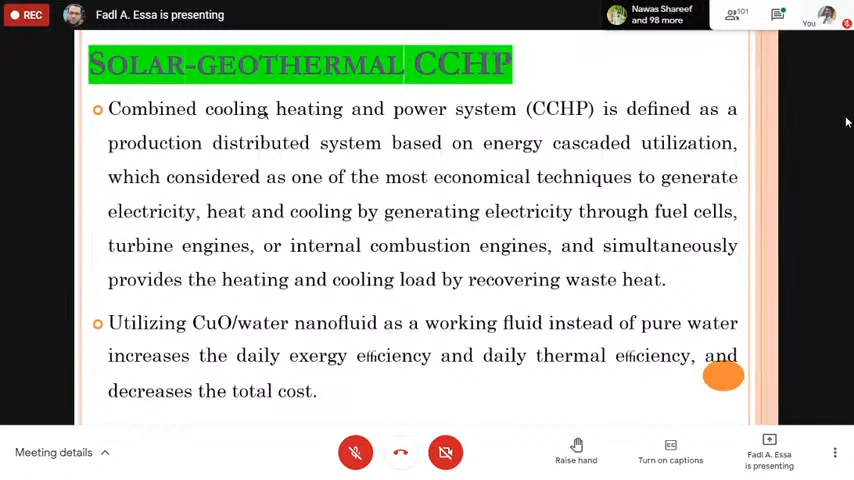 REC
Fadl A. Essa is presenting
Nawas Shareef
and 98 more
101
You
SOLAR-GEOTHERMAL CCHP
Combined cooling heating and power system (CCHP) is defined as a
production distributed system based on energy cascaded utilization,
which considered as one of the most economical techniques to generate
electricity, heat and cooling by generating electricity through fuel cells,
turbine engines, or internal combustion engines, and simultaneously
provides the heating and cooling load by recovering waste heat.
Utilizing CuO/water nanofluid as a working fluid instead of pure water
increases the daily exergy efficiency and daily thermal efficiency, and
decreases the total cost.
Meeting details
Raise hand
Turn on captions
Fadl A. Essa
is presenting